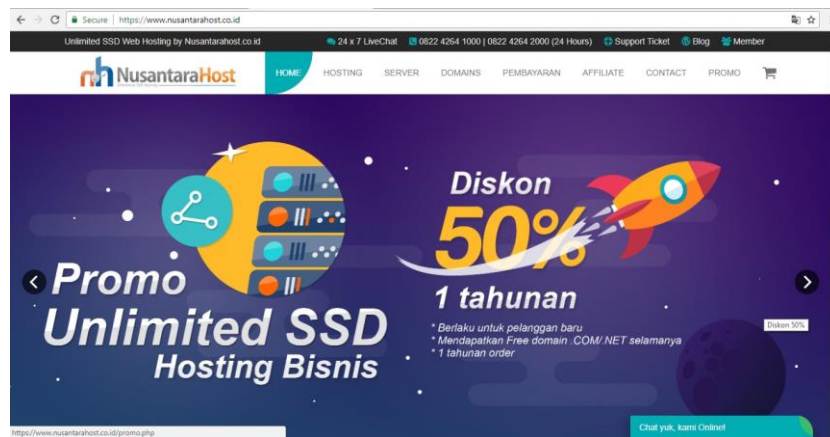 Secure | https://www.nusantarahost.co.id
Unlimited SSD Web Hosting by Nusantarahost.co.id 24 x 7 LiveChat 0822 4264 1000 | 0822 4264 2000 (24 Hours) Support Ticket Blog Member
NusantaraHost HOME HOSTING SERVER DOMAINS PEMBAYARAN AFFILIATE CONTACT PROMO
Diskon
50%
1 tahunan
* Berlaku untuk pelanggan baru
* Mendapatkan Free domain .COM/.NET selamanya
* 1 tahunan order
Promo
Unlimited SSD
Hosting Bisnis
Diskon 50%
Chat yuk, kami Online!
https://www.nusantarahost.co.id/promo.php